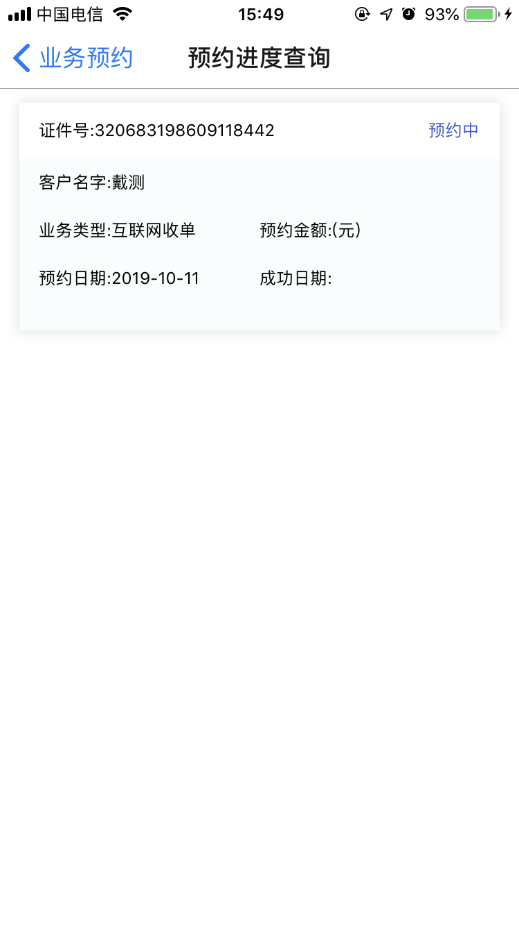 中国电信 15:49 93%
业务预约 预约进度查询
证件号:320683198609118442 预约中
客户名字:戴测
业务类型:互联网收单 预约金额:(元)
预约日期:2019-10-11 成功日期: